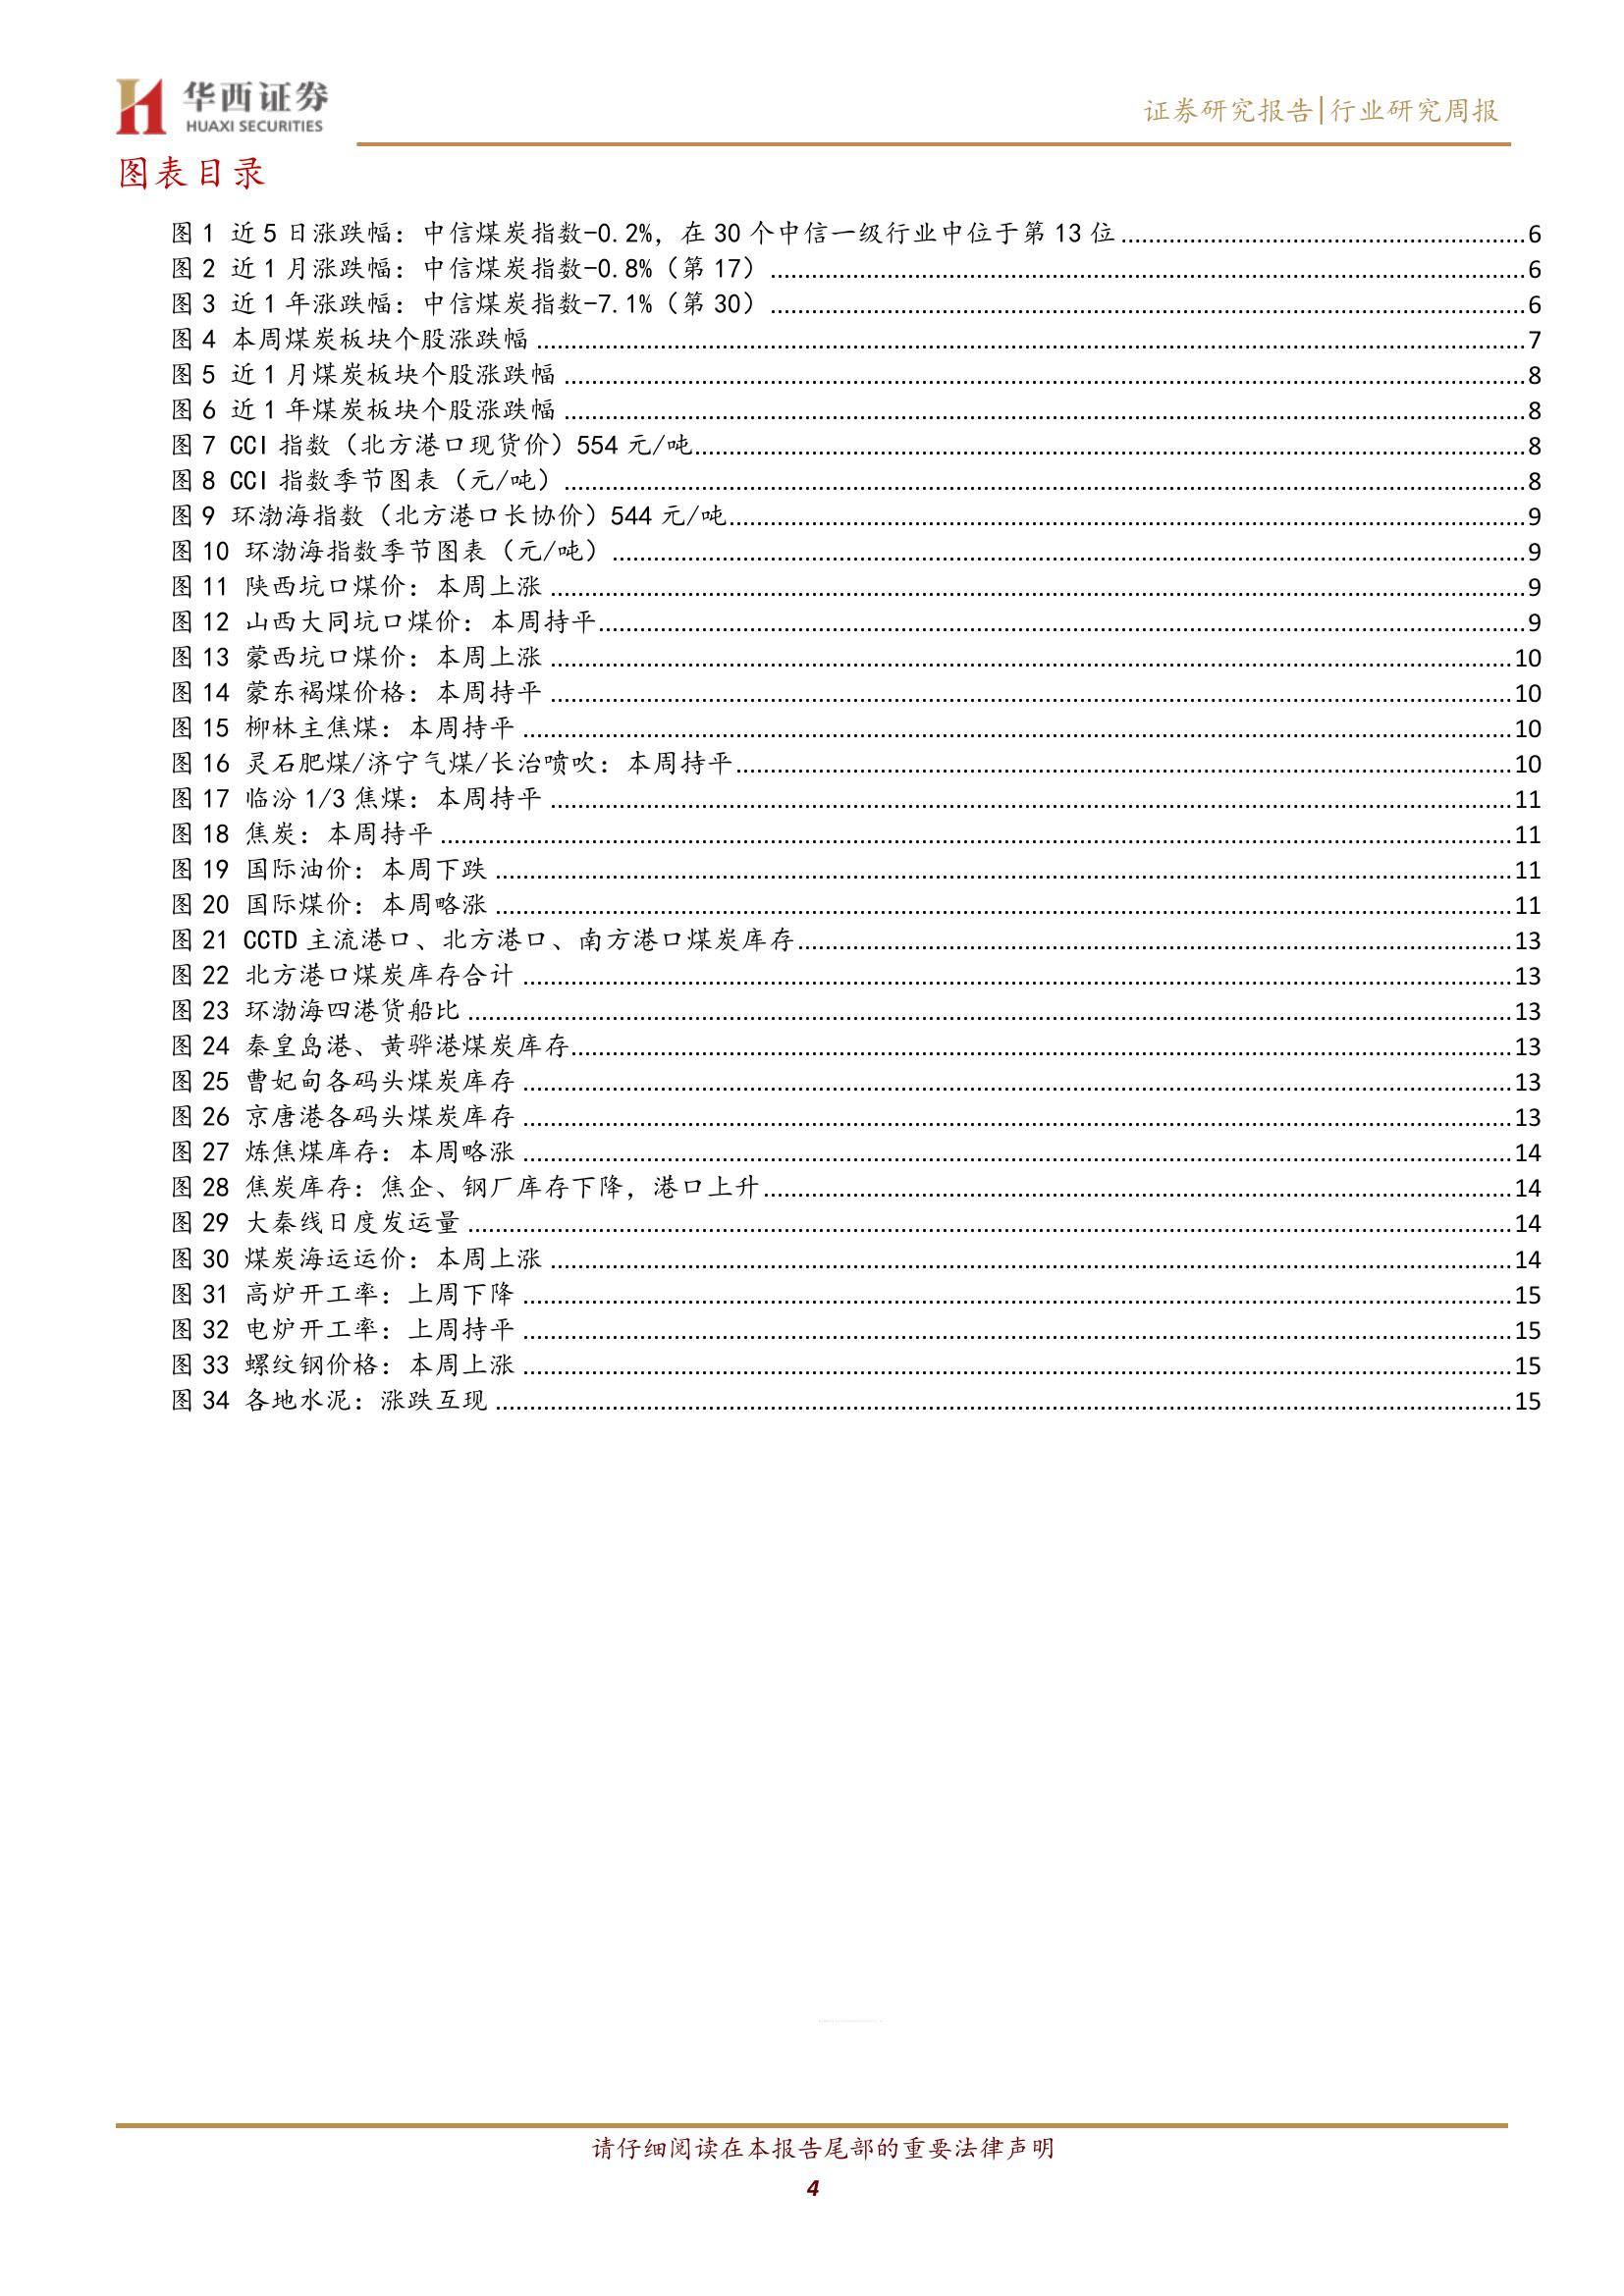 华西证券
HUAXI SECURITIES
证券研究报告|行业研究周报
图表目录
图 1 近 5 日涨跌幅：中信煤炭指数-0.2%，在 30 个中信一级行业中位于第 13 位 6
图 2 近 1 月涨跌幅：中信煤炭指数-0.8%（第 17） 6
图 3 近 1 年涨跌幅：中信煤炭指数-7.1%（第 30） 6
图 4 本周煤炭板块个股涨跌幅 7
图 5 近 1 月煤炭板块个股涨跌幅 8
图 6 近 1 年煤炭板块个股涨跌幅 8
图 7 CCI 指数（北方港口现货价）554 元/吨 8
图 8 CCI 指数季节图表（元/吨） 8
图 9 环渤海指数（北方港口长协价）544 元/吨 9
图 10 环渤海指数季节图表（元/吨） 9
图 11 陕西坑口煤价：本周上涨 9
图 12 山西大同坑口煤价：本周持平 9
图 13 蒙西坑口煤价：本周上涨 10
图 14 蒙东褐煤价格：本周持平 10
图 15 柳林主焦煤：本周持平 10
图 16 灵石肥煤/济宁气煤/长治喷吹：本周持平 10
图 17 临汾 1/3 焦煤：本周持平 11
图 18 焦炭：本周持平 11
图 19 国际油价：本周下跌 11
图 20 国际煤价：本周略涨 11
图 21 CCTD 主流港口、北方港口、南方港口煤炭库存 13
图 22 北方港口煤炭库存合计 13
图 23 环渤海四港货船比 13
图 24 秦皇岛港、黄骅港煤炭库存 13
图 25 曹妃甸各码头煤炭库存 13
图 26 京唐港各码头煤炭库存 13
图 27 炼焦煤库存：本周略涨 14
图 28 焦炭库存：焦企、钢厂库存下降，港口上升 14
图 29 大秦线日度发运量 14
图 30 煤炭海运运价：本周上涨 14
图 31 高炉开工率：上周下降 15
图 32 电炉开工率：上周持平 15
图 33 螺纹钢价格：本周上涨 15
图 34 各地水泥：涨跌互现 15
请仔细阅读在本报告尾部的重要法律声明
4